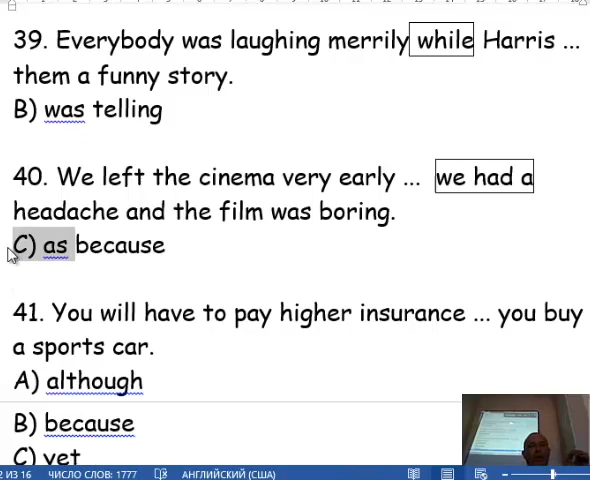 39. Everybody was laughing merrily while Harris ...
them a funny story.
B) was telling
40. We left the cinema very early ... we had a
headache and the film was boring.
C) as because
41. You will have to pay higher insurance ... you buy
a sports car.
A) although
B) because
C) yet
2 ИЗ 16 ЧИСЛО СЛОВ: 1777 АНГЛИЙСКИЙ (США)